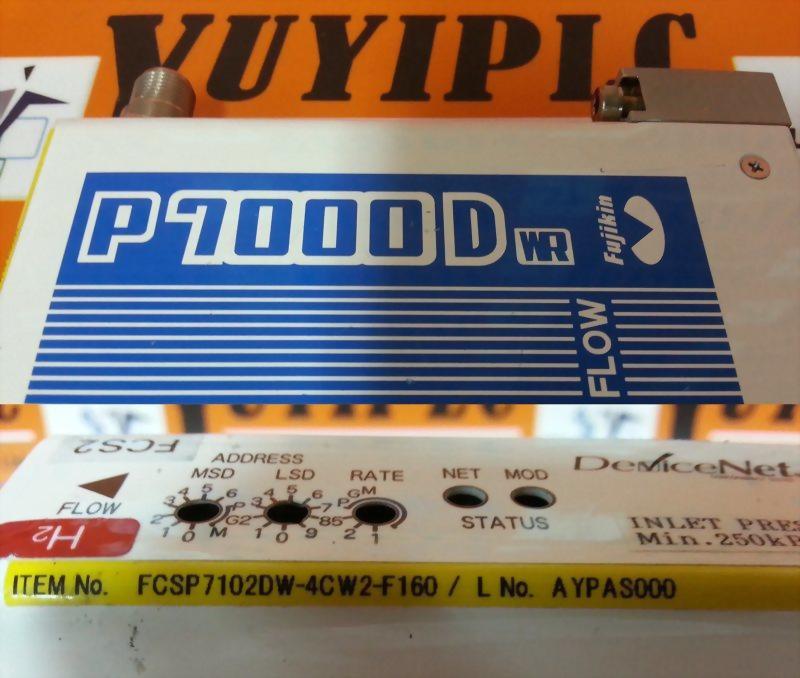 YUYIPLC
P7000D WR
Fujikin
FLOW
FCS2
ADDRESS
MSD LSD RATE NET MOD
DeviceNet
FLOW
STATUS
H2
INLET PRES
Min.250kP
ITEM No. FCSP7102DW-4CW2-F160 / L No. AYPAS000